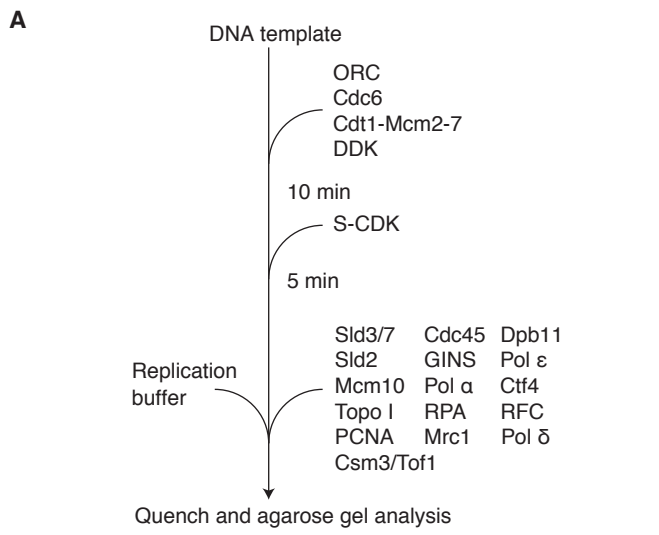 A
DNA template
ORC
Cdc6
Cdt1-Mcm2-7
DDK
10 min
S-CDK
5 min
Replication
buffer
Sld3/7 Cdc45 Dpb11
Sld2 GINS Pol ε
Mcm10 Pol α Ctf4
Topo I RPA RFC
PCNA Mrc1 Pol δ
Csm3/Tof1
Quench and agarose gel analysis